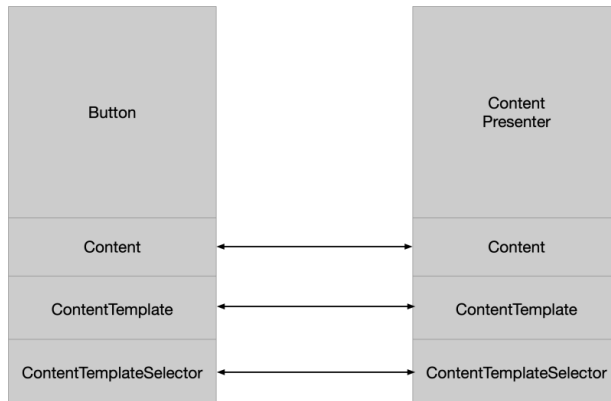 Button
Content
Presenter
Content
Content
ContentTemplate
ContentTemplate
ContentTemplateSelector
ContentTemplateSelector